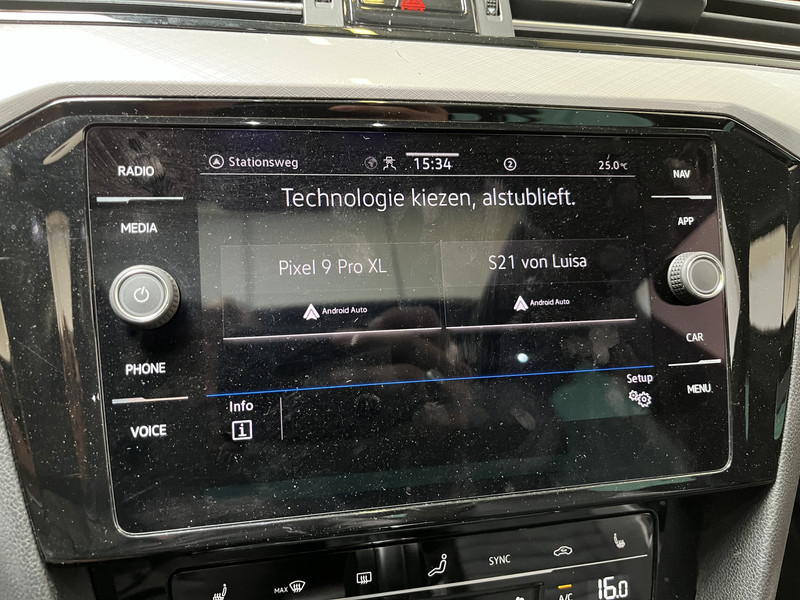 RADIO
MEDIA
PHONE
VOICE
Stationsweg
15:34
2
25.0°C
Technologie kiezen, alstublieft.
Pixel 9 Pro XL
Android Auto
S21 von Luisa
Android Auto
Info
i
Setup
NAV
APP
CAR
MENU
MAX
SYNC
A/C
16.0